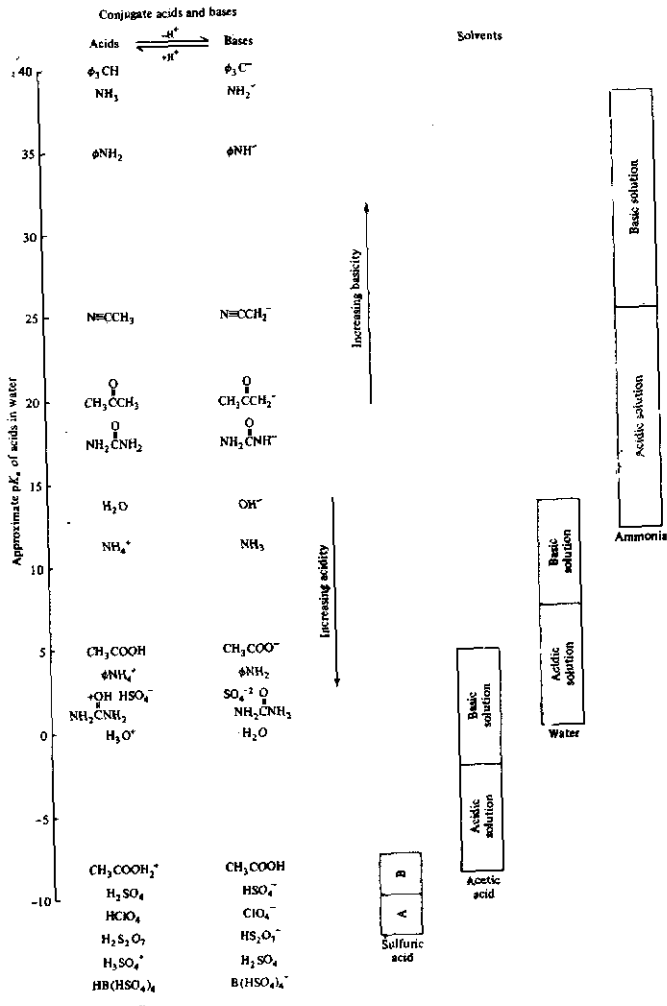 Conjugate acids and bases
−H⁺
Acids Bases Solvents
+H⁺
40 ϕ₃CH ϕ₃C⁻
NH₃ NH₂⁻
35 ϕNH₂ ϕNH⁻
30
25 N≡CCH₃ N≡CCH₂⁻
O O
20 CH₃CCH₃ CH₃CCH₂⁻
O O
NH₂CNH₂ NH₂CNH⁻
15
H₂O OH⁻
NH₄⁺ NH₃
10
5 CH₃COOH CH₃COO⁻
ϕNH₄⁺ ϕNH₂
+OH HSO₄⁻ SO₄⁻² O
NH₂CNH₂ NH₂CNH₂
0 H₃O⁺ H₂O
−5
CH₃COOH₂⁺ CH₃COOH
−10 H₂SO₄ HSO₄⁻
HClO₄ ClO₄⁻
H₂S₂O₇ HS₂O₇⁻
H₃SO₄⁺ H₂SO₄
HB(HSO₄)₄ B(HSO₄)₄⁻
Approximate pKₐ of acids in water
Increasing basicity
Increasing acidity
B
A
Sulfuric
acid
Basic
solution
Acidic
solution
Acetic
acid
Basic
solution
Acidic
solution
Water
Basic solution
Acidic solution
Ammonia